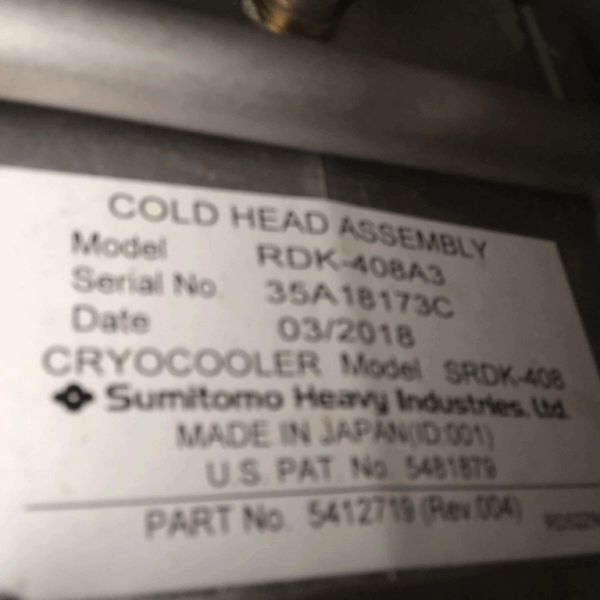 COLD HEAD ASSEMBLY
Model RDK-408A3
Serial No. 35A18173C
Date 03/2018
CRYOCOOLER Model SRDK-408
Sumitomo Heavy Industries, Ltd.
MADE IN JAPAN(ID:001)
U.S. PAT. No. 5481879
PART No. 5412719 (Rev.004)